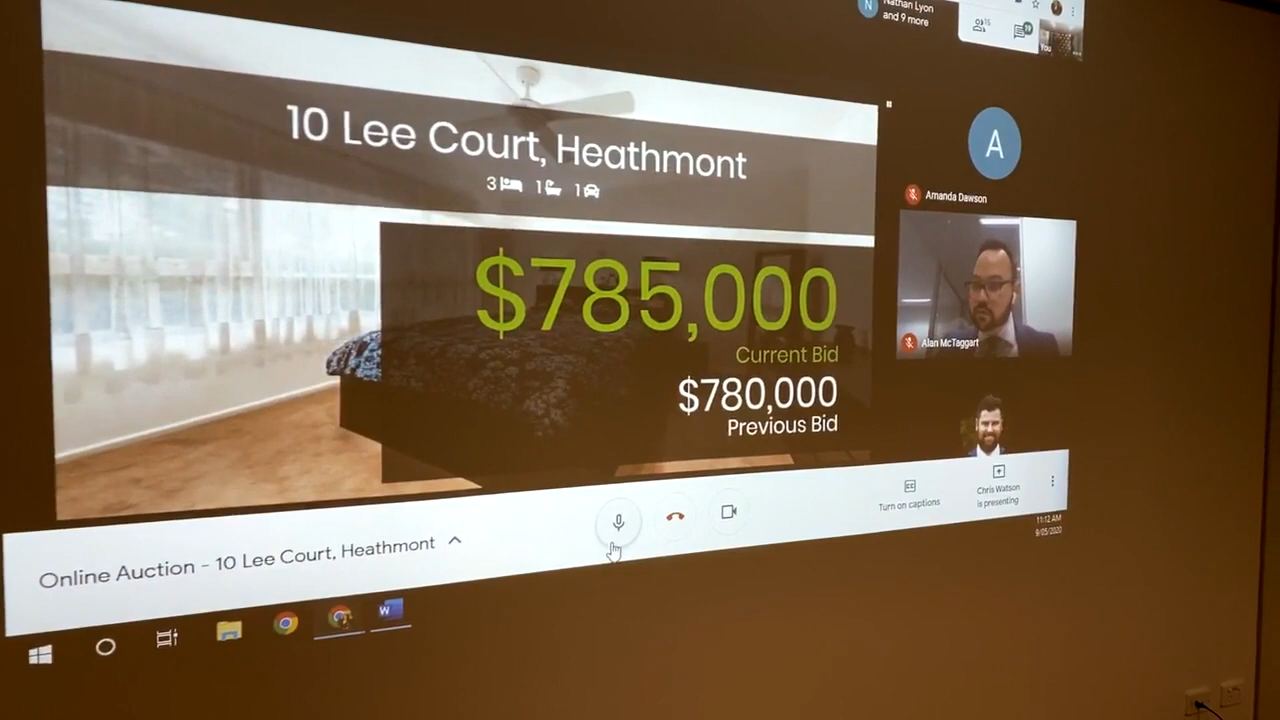 Nathan Lyon
and 9 more
16
You
10 Lee Court, Heathmont
3 1 1
A
Amanda Dawson
$785,000
Current Bid
$780,000
Previous Bid
Alan McTaggart
Turn on captions
Chris Watson
is presenting
Online Auction - 10 Lee Court, Heathmont
11:12 AM
9/05/2020
N
W